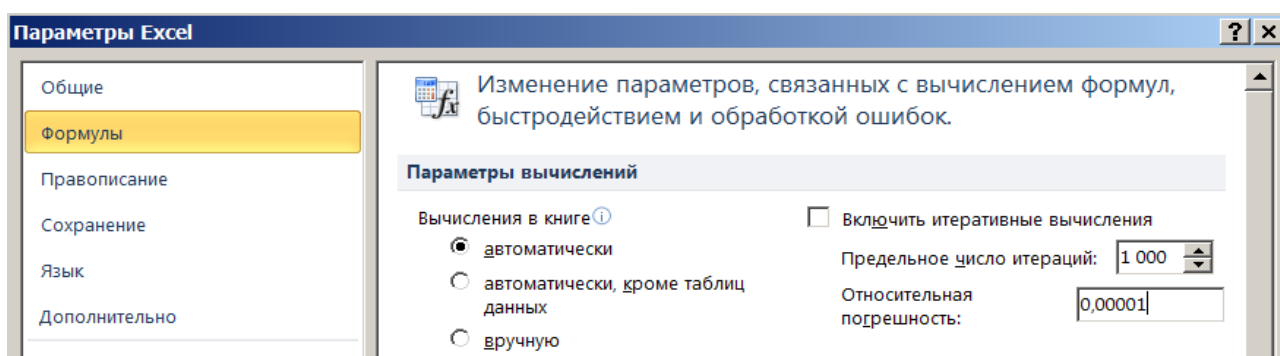 Параметры Excel
Общие
Формулы
Правописание
Сохранение
Язык
Дополнительно
Изменение параметров, связанных с вычислением формул,
быстродействием и обработкой ошибок.
Параметры вычислений
Вычисления в книге
автоматически
автоматически, кроме таблиц
данных
вручную
Включить итеративные вычисления
Предельное число итераций: 1 000
Относительная
погрешность: 0,00001